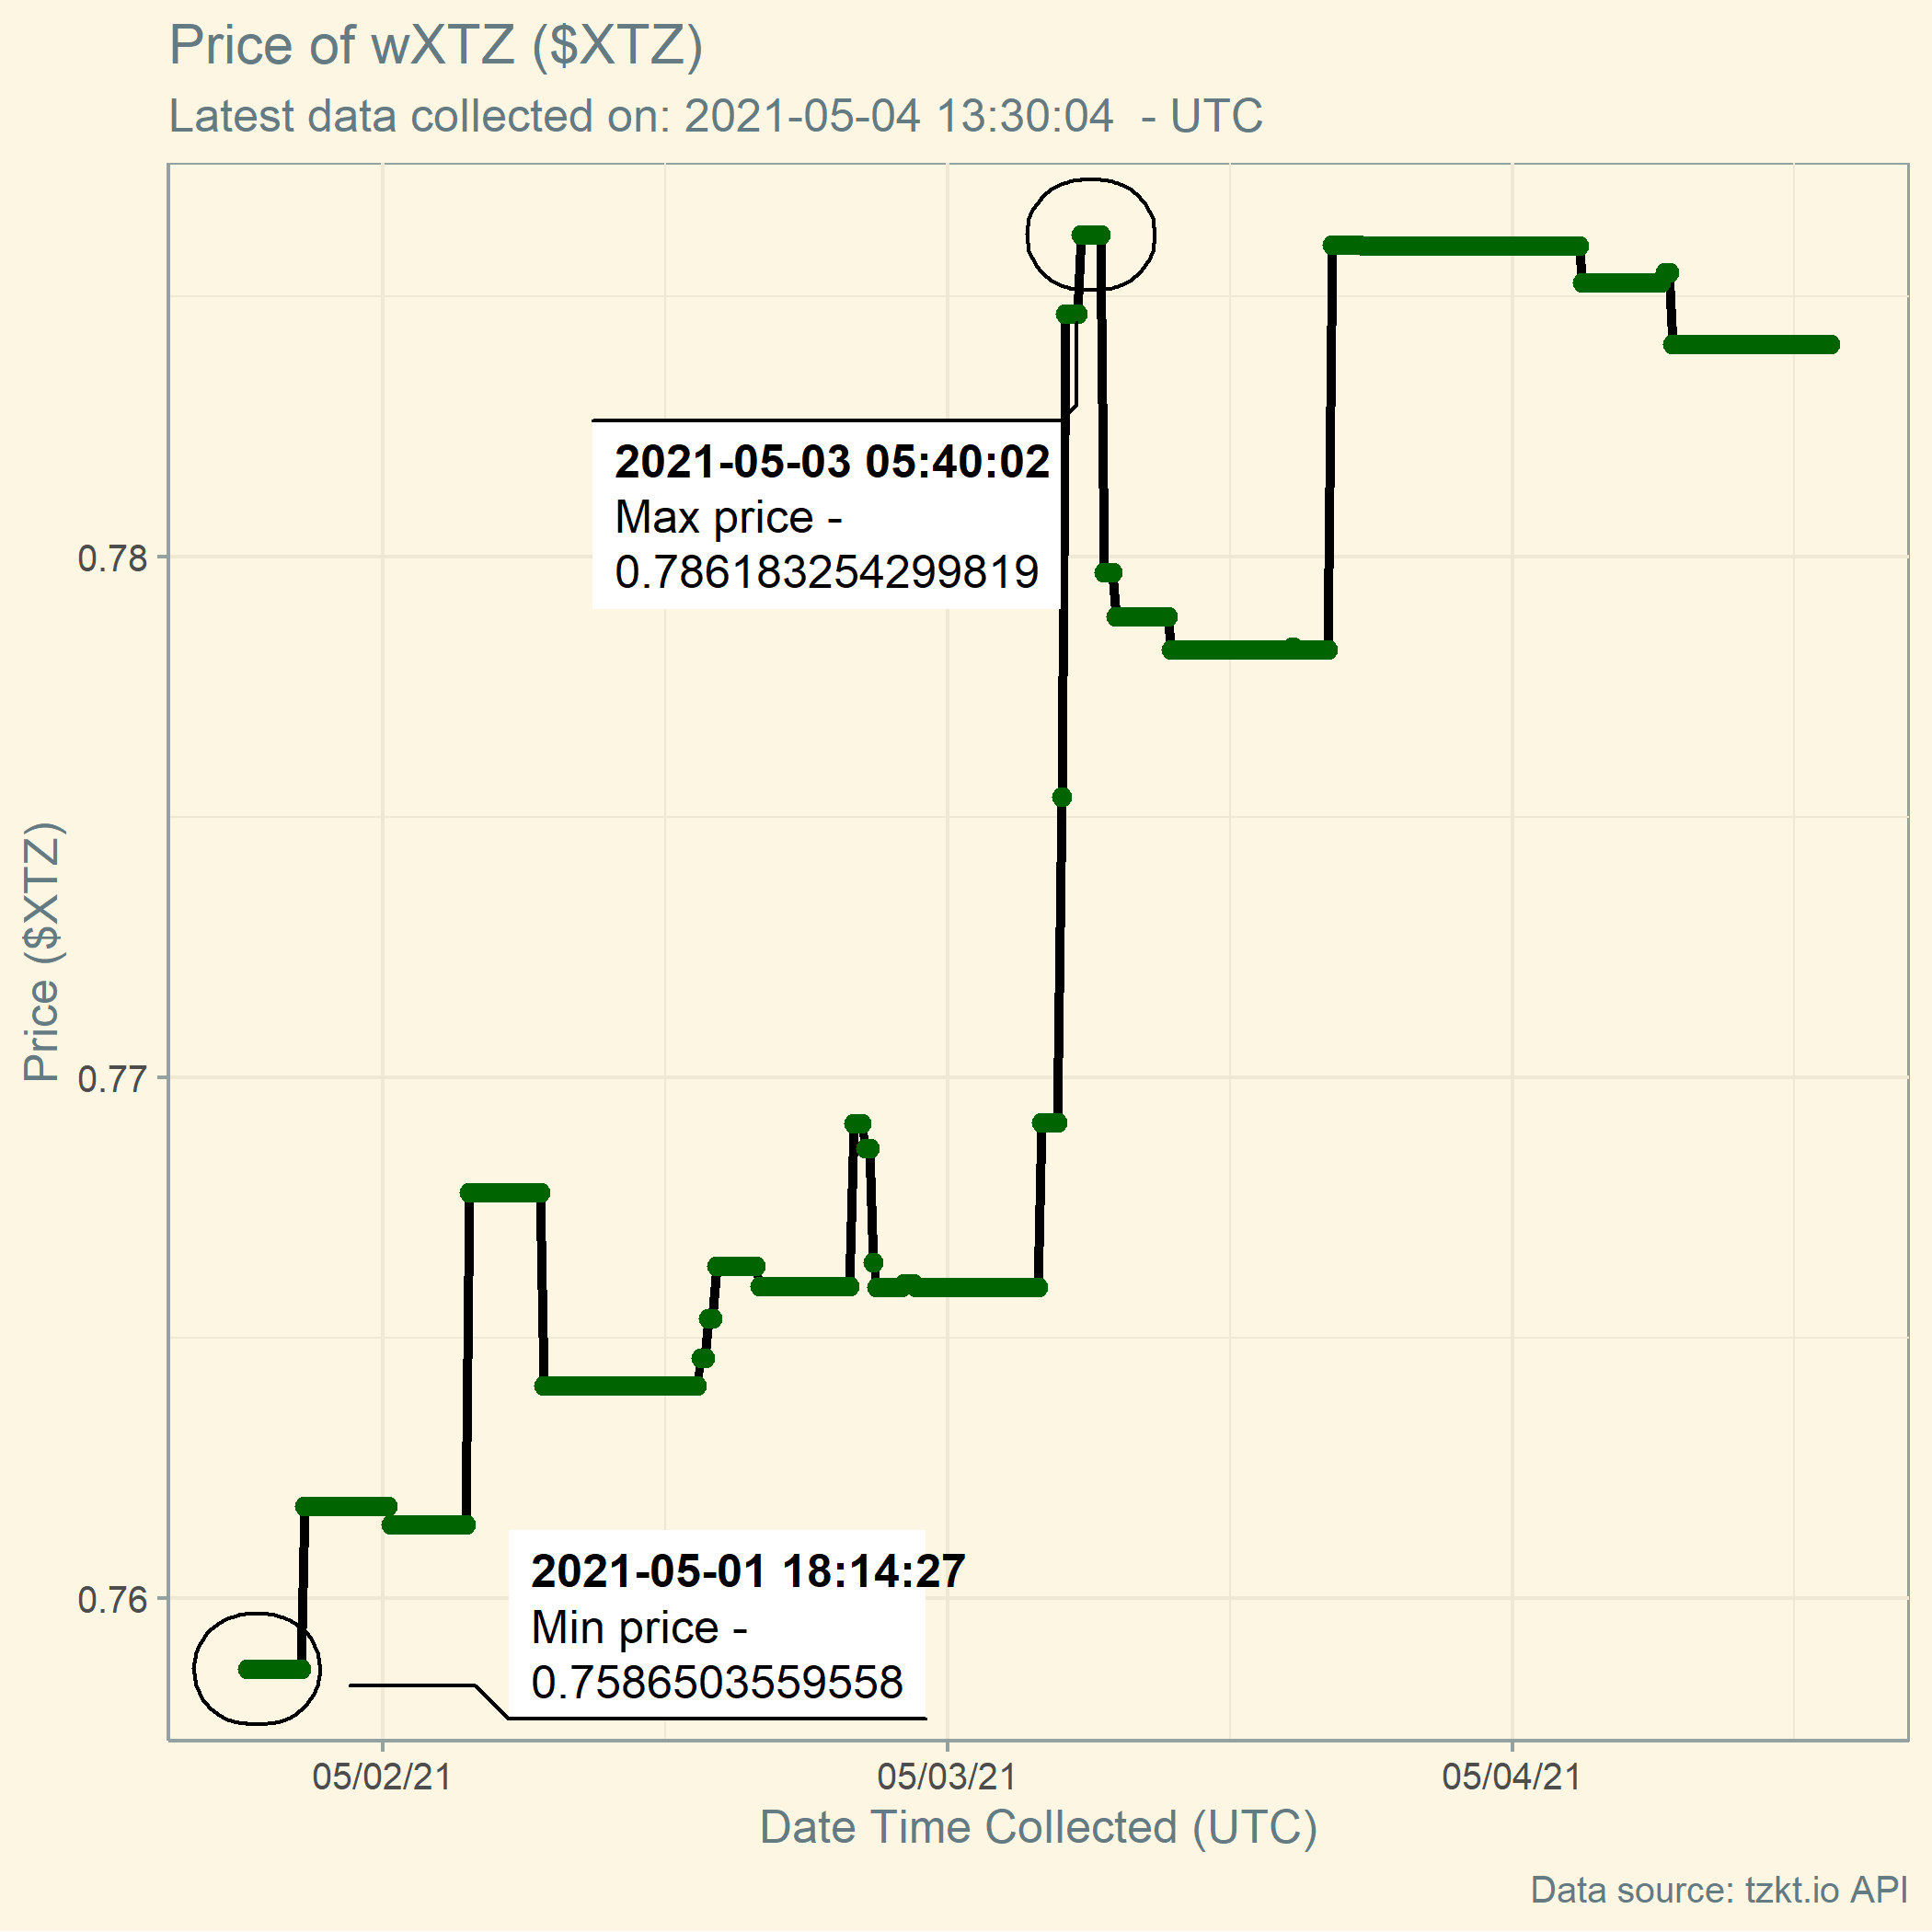 Price of wXTZ ($XTZ)
Latest data collected on: 2021-05-04 13:30:04  - UTC
2021-05-03 05:40:02
Max price -
0.786183254299819
0.78
Price ($XTZ)
0.77
0.76
2021-05-01 18:14:27
Min price -
0.7586503559558
05/02/21
05/03/21
05/04/21
Date Time Collected (UTC)
Data source: tzkt.io API